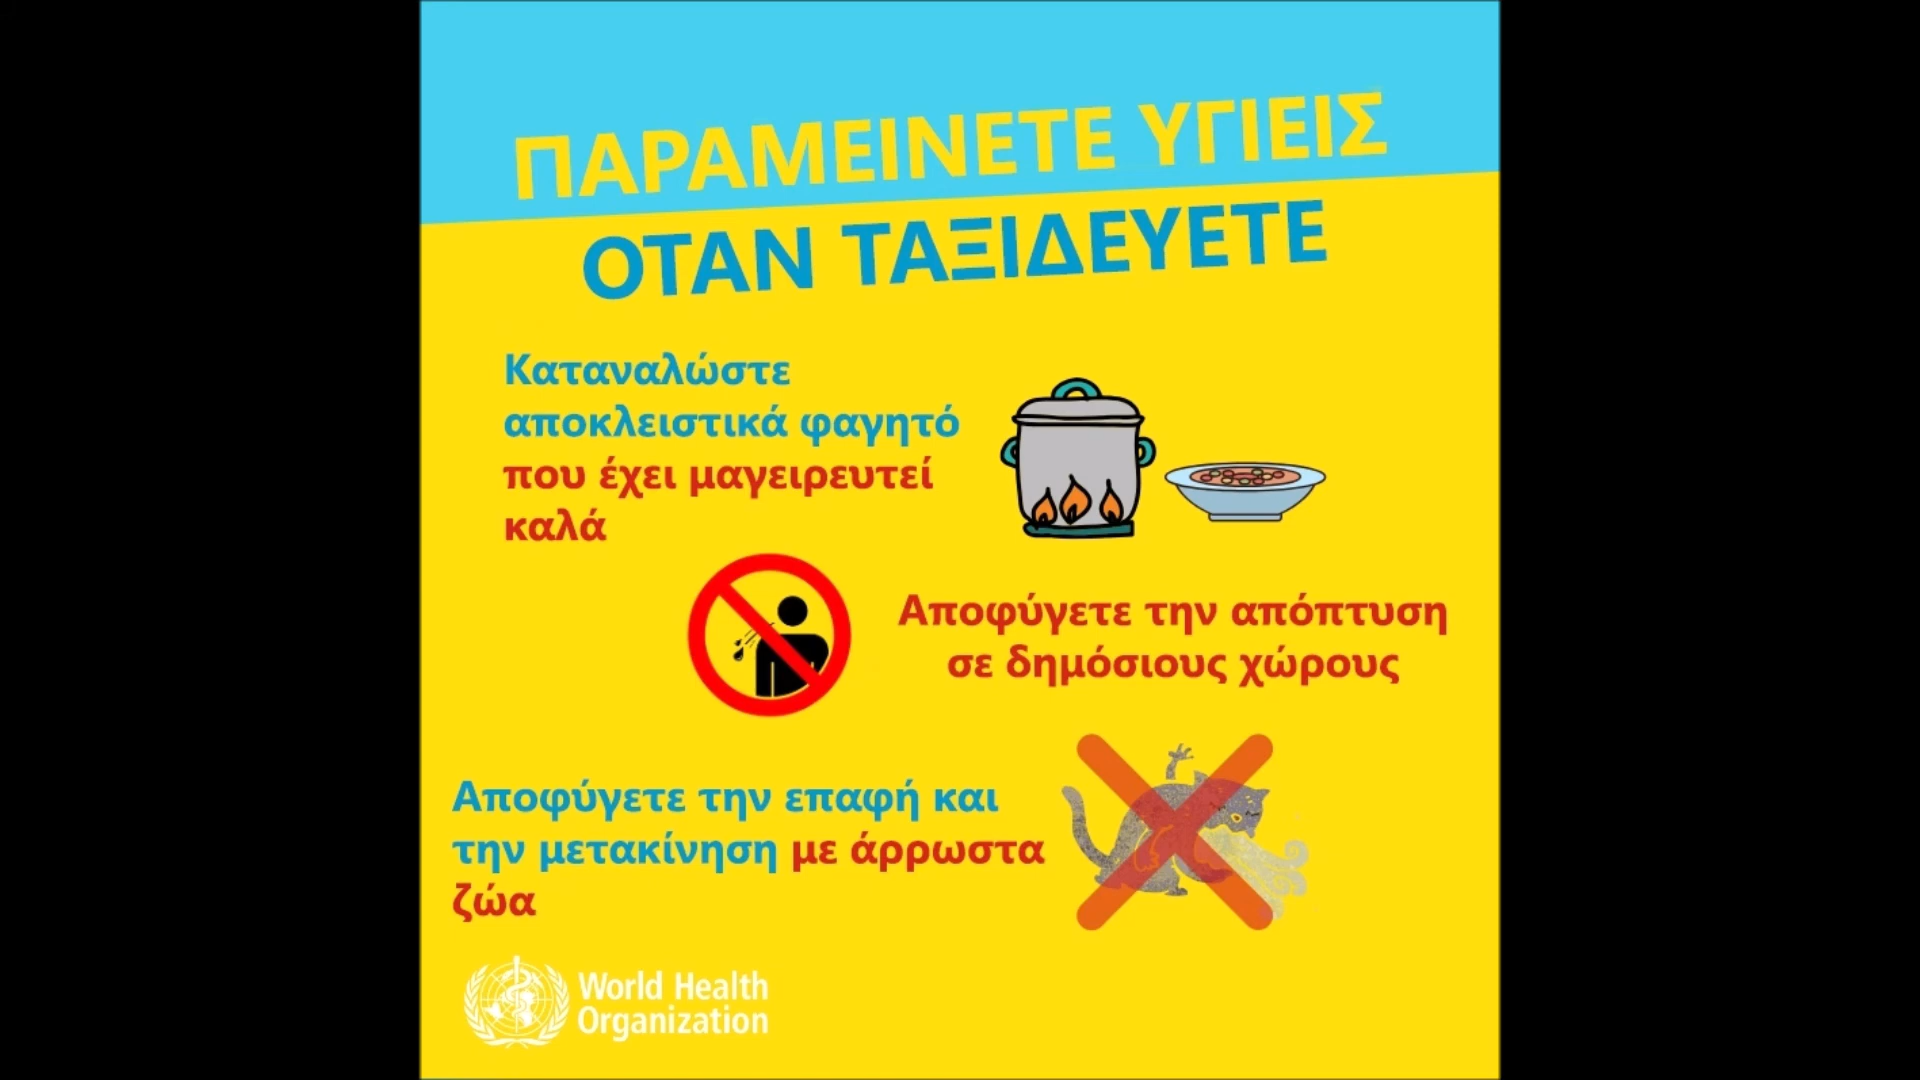 ΠΑΡΑΜΕΙΝΕΤΕ ΥΓΙΕΙΣ
ΟΤΑΝ ΤΑΞΙΔΕΥΕΤΕ
Καταναλώστε
αποκλειστικά φαγητό
που έχει μαγειρευτεί
καλά
Αποφύγετε την απόπτυση
σε δημόσιους χώρους
Αποφύγετε την επαφή και
την μετακίνηση με άρρωστα
ζώα
World Health
Organization